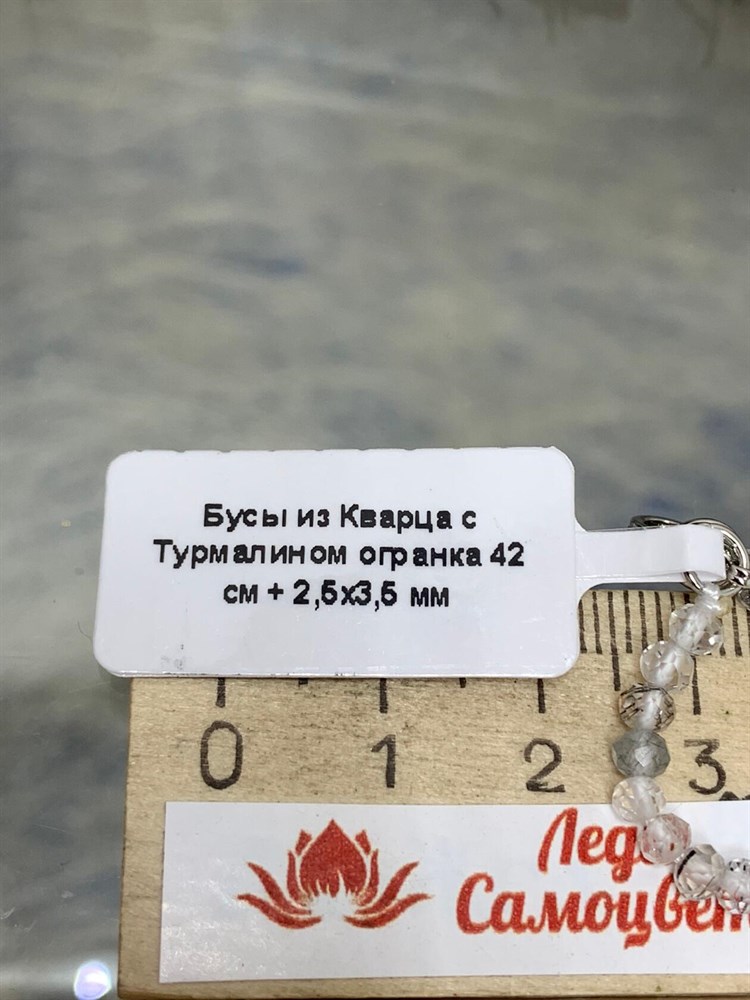 Бусы из Кварца с
Турмалином огранка 42
см + 2,5х3,5 мм
0 1 2 3